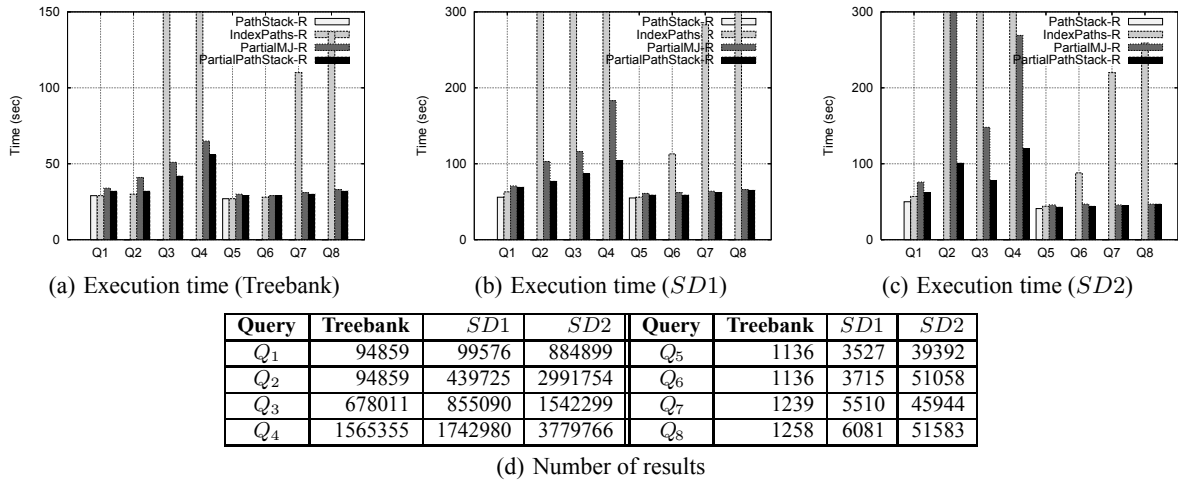 150
100
50
0
Time (sec)
Q1 Q2 Q3 Q4 Q5 Q6 Q7 Q8
PathStack-R
IndexPaths-R
PartialMJ-R
PartialPathStack-R
(a) Execution time (Treebank)
300
200
100
0
Time (sec)
Q1 Q2 Q3 Q4 Q5 Q6 Q7 Q8
PathStack-R
IndexPaths-R
PartialMJ-R
PartialPathStack-R
(b) Execution time (SD1)
300
200
100
0
Time (sec)
Q1 Q2 Q3 Q4 Q5 Q6 Q7 Q8
PathStack-R
IndexPaths-R
PartialMJ-R
PartialPathStack-R
(c) Execution time (SD2)
Query Treebank SD1 SD2 Query Treebank SD1 SD2
Q1 94859 99576 884899 Q5 1136 3527 39392
Q2 94859 439725 2991754 Q6 1136 3715 51058
Q3 678011 855090 1542299 Q7 1239 5510 45944
Q4 1565355 1742980 3779766 Q8 1258 6081 51583
(d) Number of results